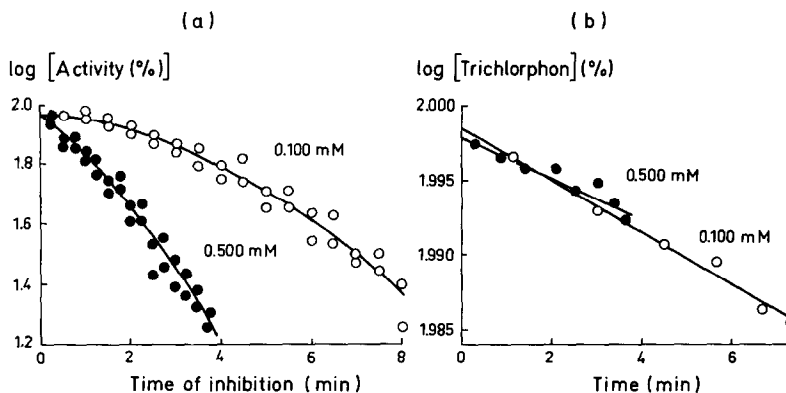 (a)
log [Activity (%)]
2.0
1.8
1.6
1.4
1.2
0.100 mM
0.500 mM
0 2 4 6 8
Time of inhibition (min)
(b)
log [Trichlorphon] (%)
2.000
1.995
1.990
1.985
0.500 mM
0.100 mM
0 2 4 6
Time (min)